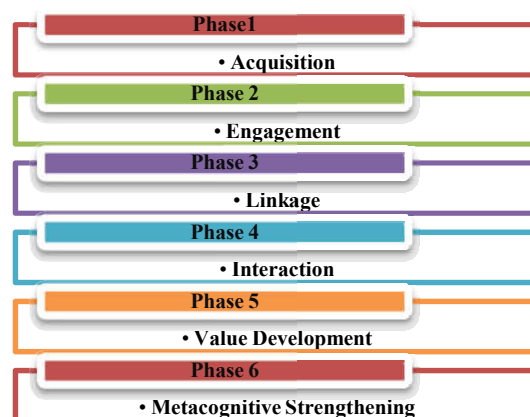 Phase1
• Acquisition
Phase 2
• Engagement
Phase 3
• Linkage
Phase 4
• Interaction
Phase 5
• Value Development
Phase 6
• Metacognitive Strengthening